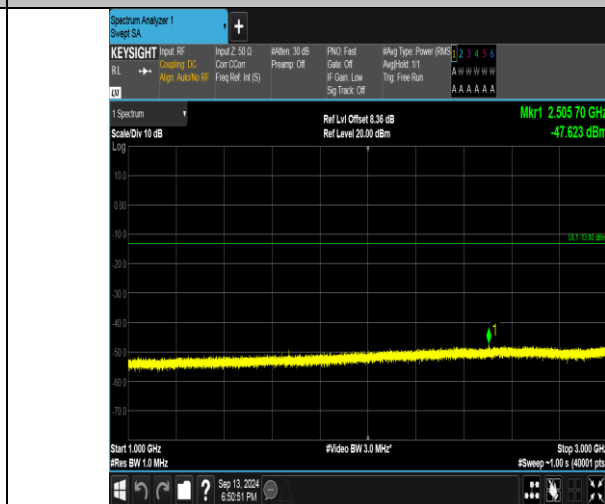 Spectrum Analyzer 1
Swept SA
+
KEYSIGHT
RL
LXI
Input: RF
Coupling: DC
Align: Auto/No RF
Input Z: 50 Ω
Corr CCorr
Freq Ref: Int (S)
#Atten: 30 dB
Preamp: Off
PNO: Fast
Gate: Off
IF Gain: Low
Sig Track: Off
#Avg Type: Power (RMS
Avg|Hold: 1/1
Trig: Free Run
1 2 3 4 5 6
A W W W W W
A A A A A A
1 Spectrum
Scale/Div 10 dB
Log
Ref Lvl Offset 8.36 dB
Ref Level 20.00 dBm
Mkr1 2.505 70 GHz
-47.623 dBm
10.0
0.00
-10.0
DL1 -13.00 dBm
-20.0
-30.0
-40.0
1
-50.0
-60.0
-70.0
Start 1.000 GHz
#Res BW 1.0 MHz
#Video BW 3.0 MHz*
Stop 3.000 GHz
#Sweep ~1.00 s (40001 pts
?
Sep 13, 2024
6:50:51 PM